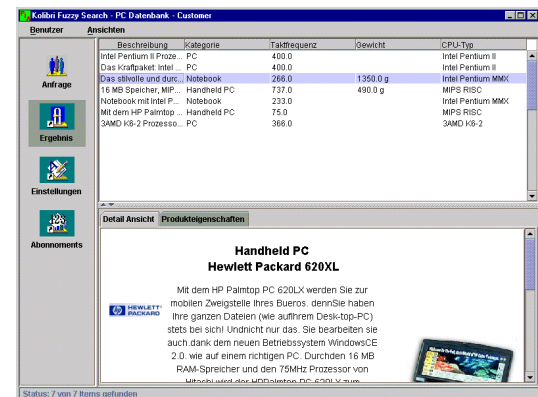 Kolibri Fuzzy Search - PC Datenbank - Customer
Benutzer Ansichten
Anfrage
Ergebnis
Einstellungen
Abonnoments
Beschreibung Kategorie Taktfrequenz Gewicht CPU-Typ
Intel Pentium II Proze... PC 400.0 Intel Pentium II
Das Kraftpaket: Intel ... PC 400.0 Intel Pentium II
Das stilvolle und durc... Notebook 266.0 1350.0 g Intel Pentium MMX
16 MB Speicher, MIP... Handheld PC 737.0 490.0 g MIPS RISC
Notebook mit Intel P... Notebook 233.0 Intel Pentium MMX
Mit dem HP Palmtop ... Handheld PC 75.0 MIPS RISC
3AMD K6-2 Prozesso... PC 366.0 3AMD K6-2
Detail Ansicht Produkteigenschaften
Handheld PC
Hewlett Packard 620XL
HEWLETT
PACKARD
Mit dem HP Palmtop PC 620LX werden Sie zur
mobilen Zweigstelle Ihres Bueros. dennSie haben
Ihre ganzen Dateien (wie aufIhrem Desk-top-PC)
stets bei sich! Undnicht nur das. Sie bearbeiten sie
auch.dank dem neuen Betriebssystem WindowsCE
2.0. wie auf einem richtigen PC. Durchden 16 MB
RAM-Spreicher und den 75MHz Prozessor von
Hitachi wird der HPPalmtop PC 620LX zum
Status: 7 von 7 Items gefunden